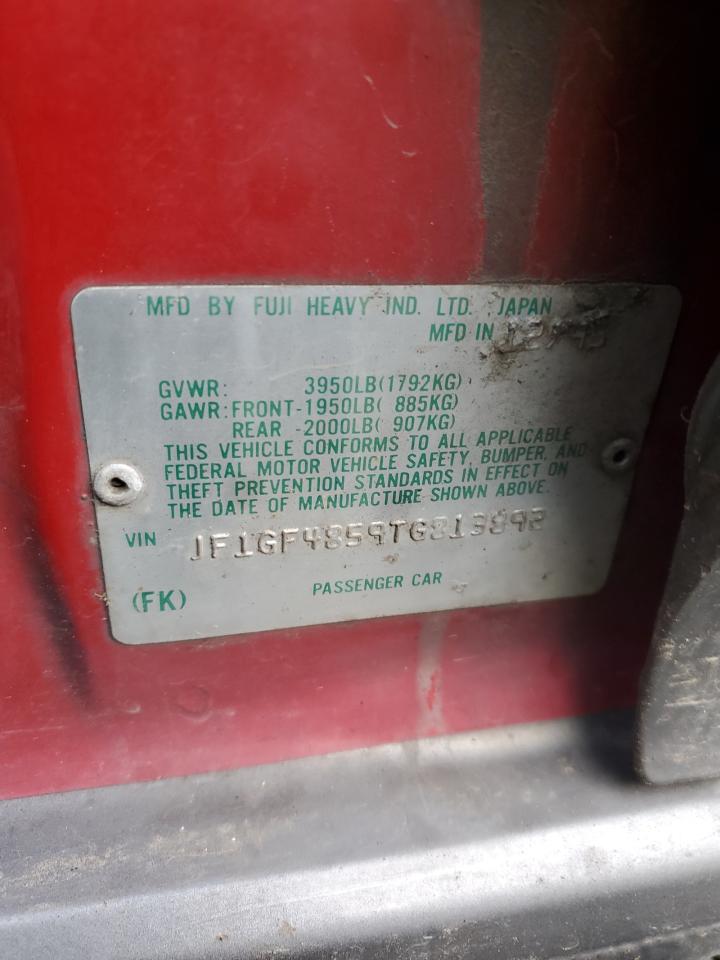 MFD BY FUJI HEAVY IND. LTD. JAPAN
MFD IN
GVWR: 3950LB(1792KG)
GAWR:FRONT-1950LB( 885KG)
REAR -2000LB( 907KG)
THIS VEHICLE CONFORMS TO ALL APPLICABLE
FEDERAL MOTOR VEHICLE SAFETY, BUMPER, AND
THEFT PREVENTION STANDARDS IN EFFECT ON
THE DATE OF MANUFACTURE SHOWN ABOVE.
VIN JF1GF4859TG813892
(FK) PASSENGER CAR